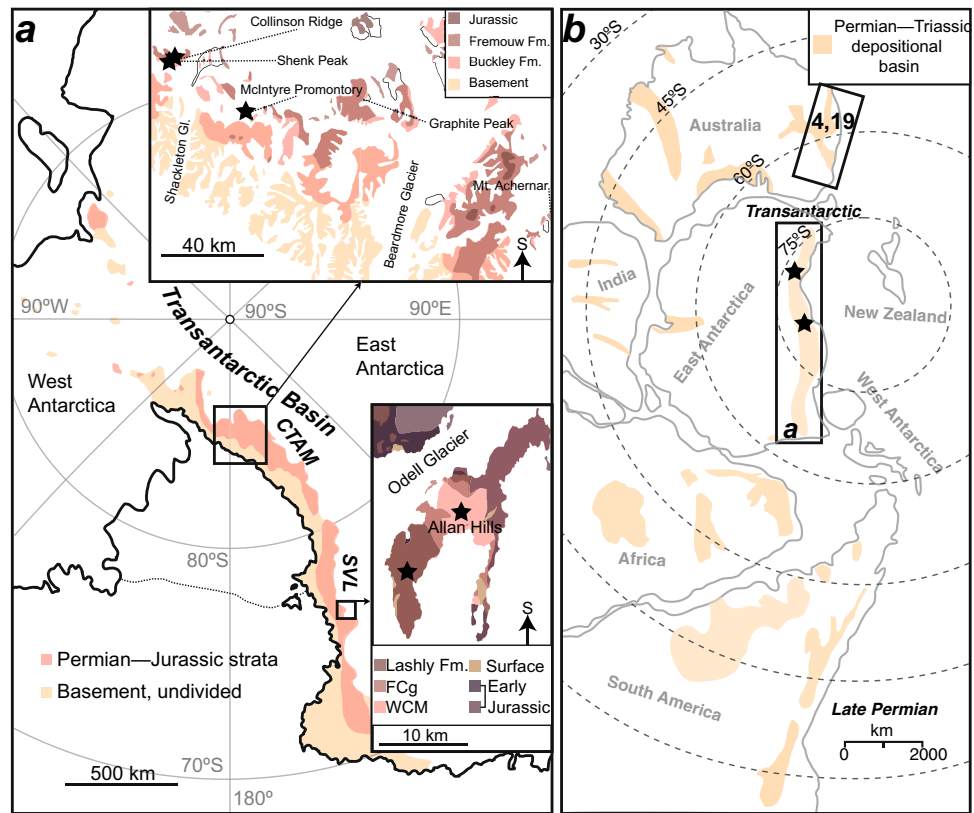 a
Collinson Ridge
Shenk Peak
McIntyre Promontory
Graphite Peak
Shackleton Gl.
Beardmore Glacier
Mt. Achernar
40 km
S
Jurassic
Fremouw Fm.
Buckley Fm.
Basement
90ºW
90ºS
90ºE
Transantarctic Basin
CTAM
East
Antarctica
West
Antarctica
80ºS
SVL
Odell Glacier
Allan Hills
S
Lashly Fm.
FCg
WCM
Surface
Early
Jurassic
10 km
Permian—Jurassic strata
Basement, undivided
500 km
70ºS
180º
b
Permian—Triassic
depositional
basin
30ºS
45ºS
60ºS
75ºS
Australia
4,19
Transantarctic
India
East Antarctica
New Zealand
West Antarctica
a
Africa
South America
Late Permian
km
0 2000